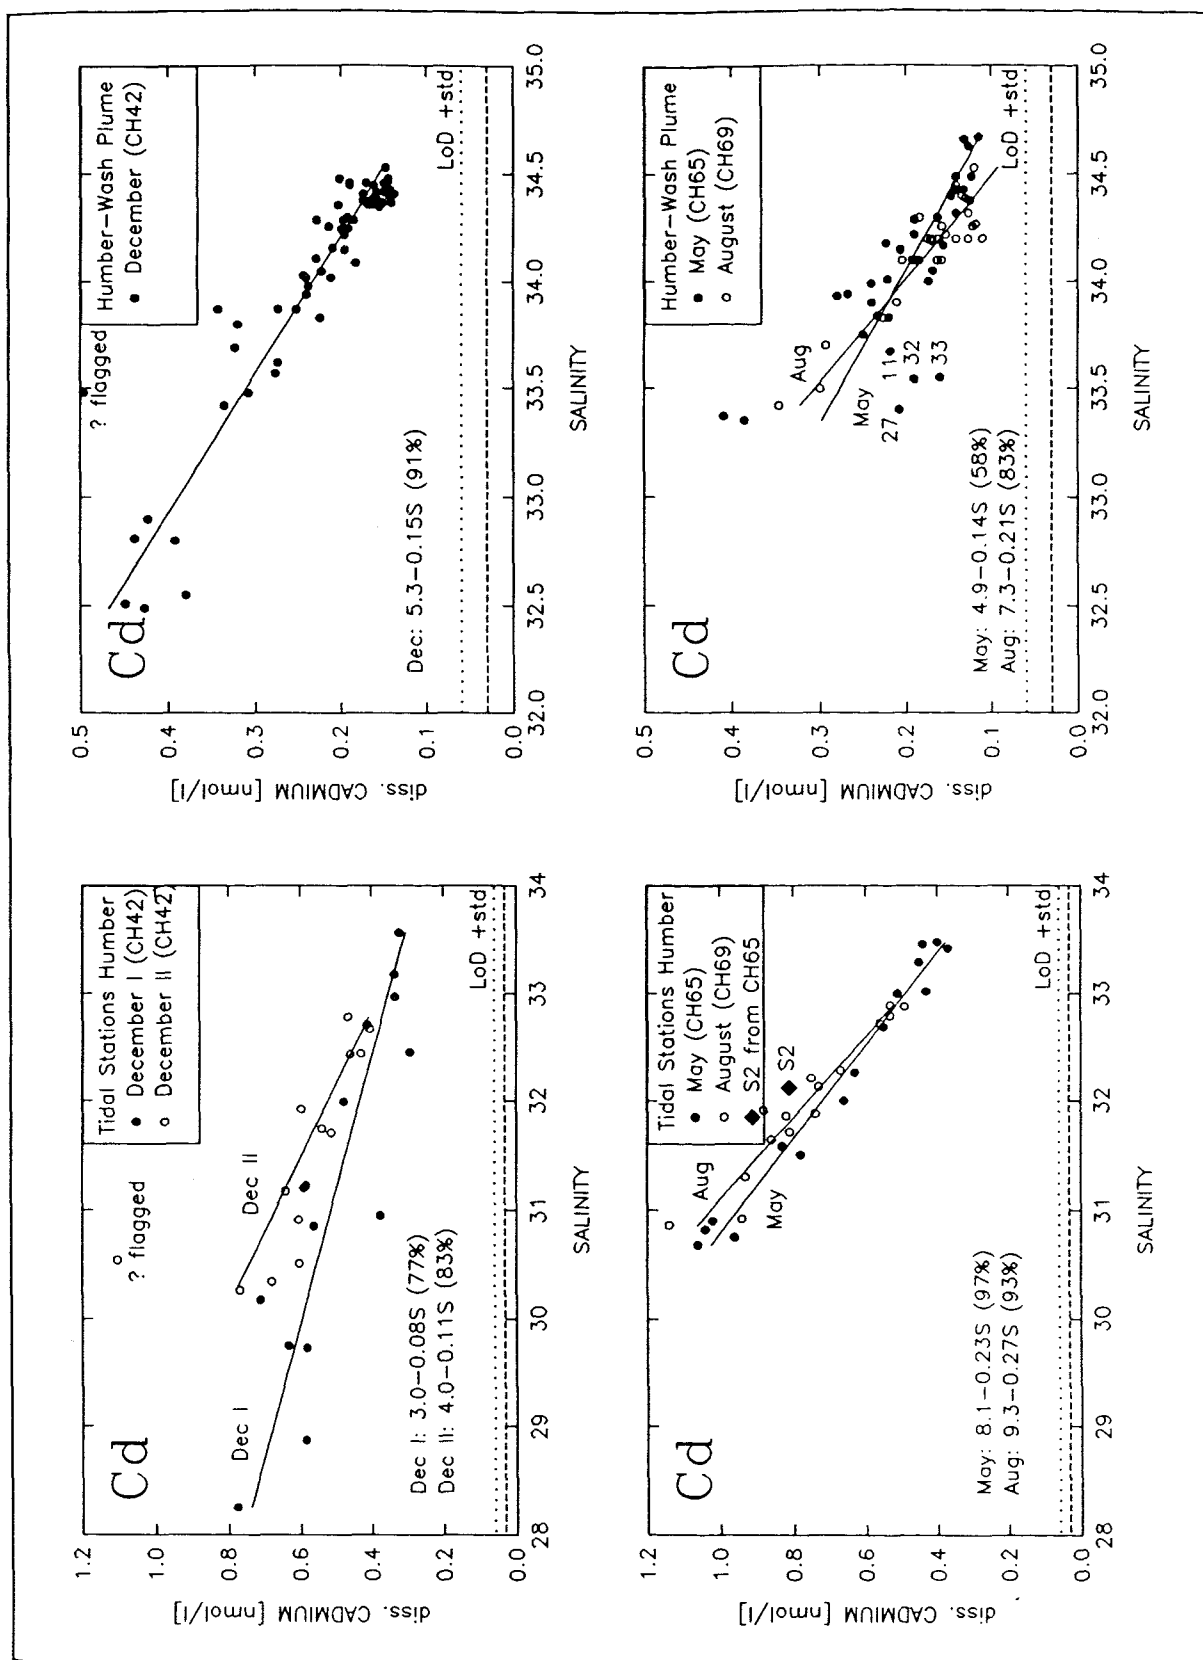 Cd
Tidal Stations Humber
● December I (CH42)
○ December II (CH42)
? flagged
Dec I
Dec II
Dec I: 3.0-0.08S (77%)
Dec II: 4.0-0.11S (83%)
LoD +std
1.2
1.0
0.8
0.6
0.4
0.2
0.0
diss. CADMIUM [nmol/l]
28 29 30 31 32 33 34
SALINITY
Cd
Humber-Wash Plume
● December (CH42)
? flagged
Dec: 5.3-0.15S (91%)
LoD +std
0.5
0.4
0.3
0.2
0.1
0.0
diss. CADMIUM [nmol/l]
32.0 32.5 33.0 33.5 34.0 34.5 35.0
SALINITY
Cd
Tidal Stations Humber
● May (CH65)
○ August (CH69)
◆ S2 from CH65
S2
Aug
May
May: 8.1-0.23S (97%)
Aug: 9.3-0.27S (93%)
LoD +std
1.2
1.0
0.8
0.6
0.4
0.2
0.0
diss. CADMIUM [nmol/l]
28 29 30 31 32 33 34
SALINITY
Cd
Humber-Wash Plume
● May (CH65)
○ August (CH69)
Aug
May
11
32
33
27
May: 4.9-0.14S (58%)
Aug: 7.3-0.21S (83%)
LoD +std
0.5
0.4
0.3
0.2
0.1
0.0
diss. CADMIUM [nmol/l]
32.0 32.5 33.0 33.5 34.0 34.5 35.0
SALINITY